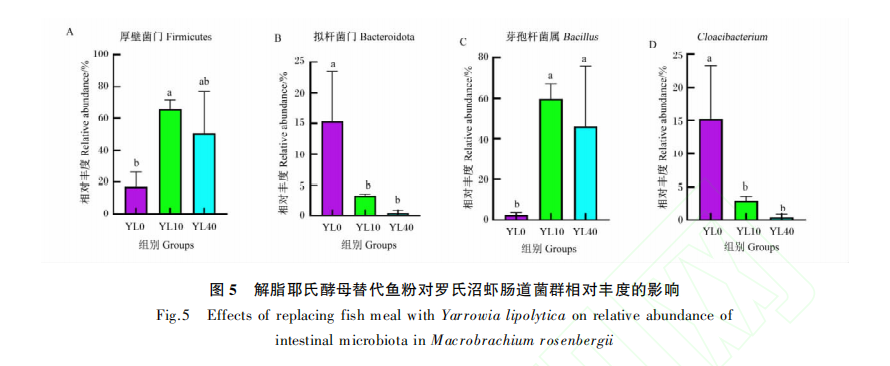 A
厚壁菌门 Firmicutes
相对丰度 Relative abundance/%
100
80
60
40
20
0
b
a
ab
YL0 YL10 YL40
组别 Groups
B
拟杆菌门 Bacteroidota
相对丰度 Relative abundance/%
25
20
15
10
5
0
a
b
b
YL0 YL10 YL40
组别 Groups
C
芽孢杆菌属 Bacillus
相对丰度 Relative abundance/%
80
60
40
20
0
b
a
a
YL0 YL10 YL40
组别 Groups
D
Cloacibacterium
相对丰度 Relative abundance/%
25
20
15
10
5
0
a
b
b
YL0 YL10 YL40
组别 Groups
图 5 解脂耶氏酵母替代鱼粉对罗氏沼虾肠道菌群相对丰度的影响
Fig.5 Effects of replacing fish meal with Yarrowia lipolytica on relative abundance of
intestinal microbiota in Macrobrachium rosenbergii